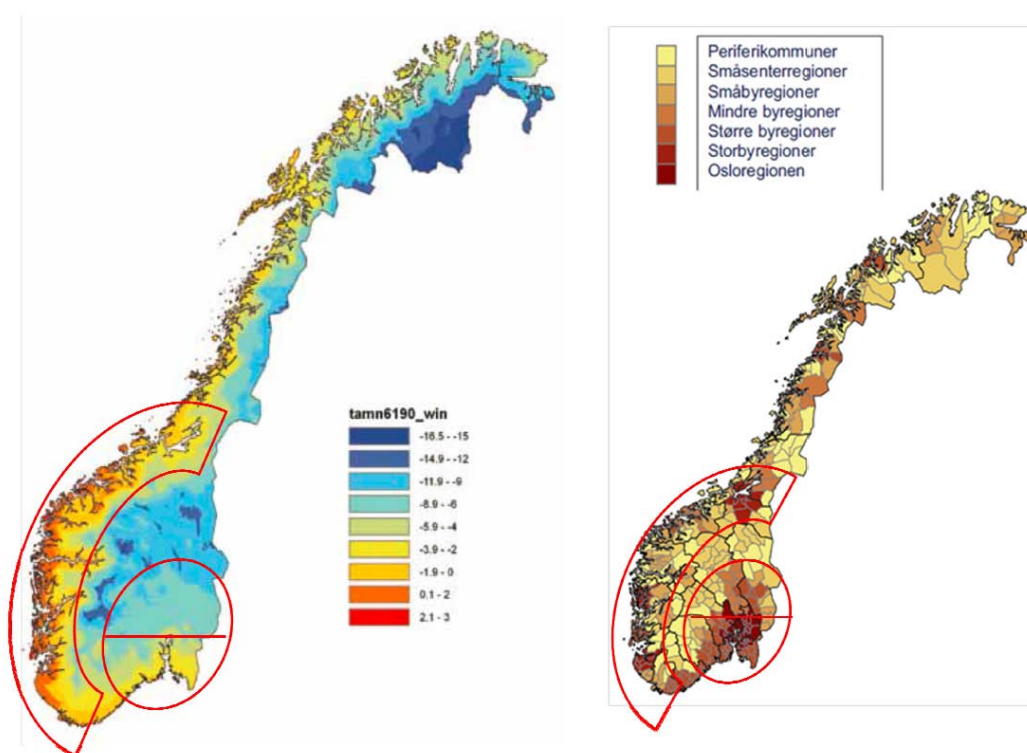 tamn6190_win
-16.5 - -15
-14.9 - -12
-11.9 - -9
-8.9 - -6
-5.9 - -4
-3.9 - -2
-1.9 - 0
0.1 - 2
2.1 - 3
Periferikommuner
Småsenterregioner
Småbyregioner
Mindre byregioner
Større byregioner
Storbyregioner
Osloregionen